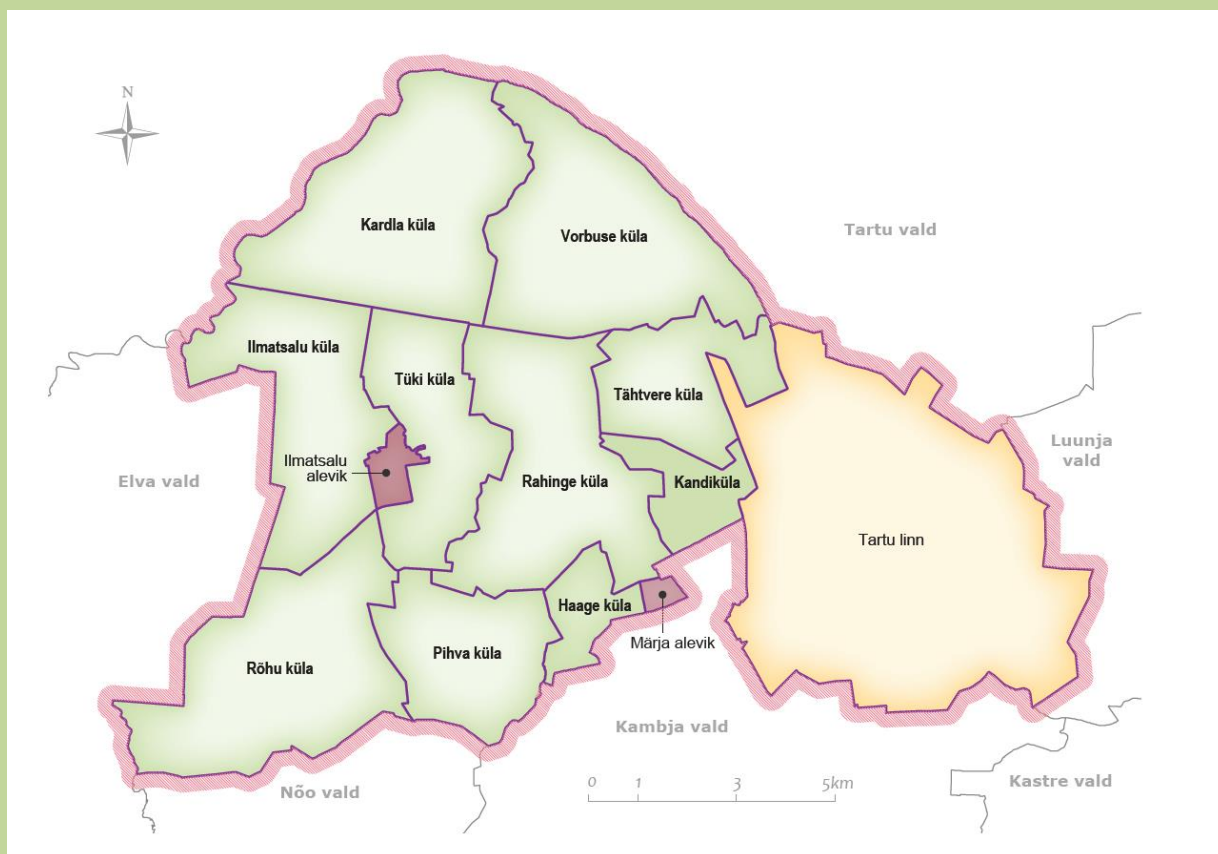 N
Kardla küla
Vorbuse küla
Tartu vald
Ilmatsalu küla
Tüki küla
Tähtvere küla
Luunja
vald
Ilmatsalu
alevik
Elva vald
Rahinge küla
Kandiküla
Tartu linn
Haage küla
Märja alevik
Pihva küla
Rõhu küla
Kambja vald
Nõo vald
0 1 3 5km
Kastre vald